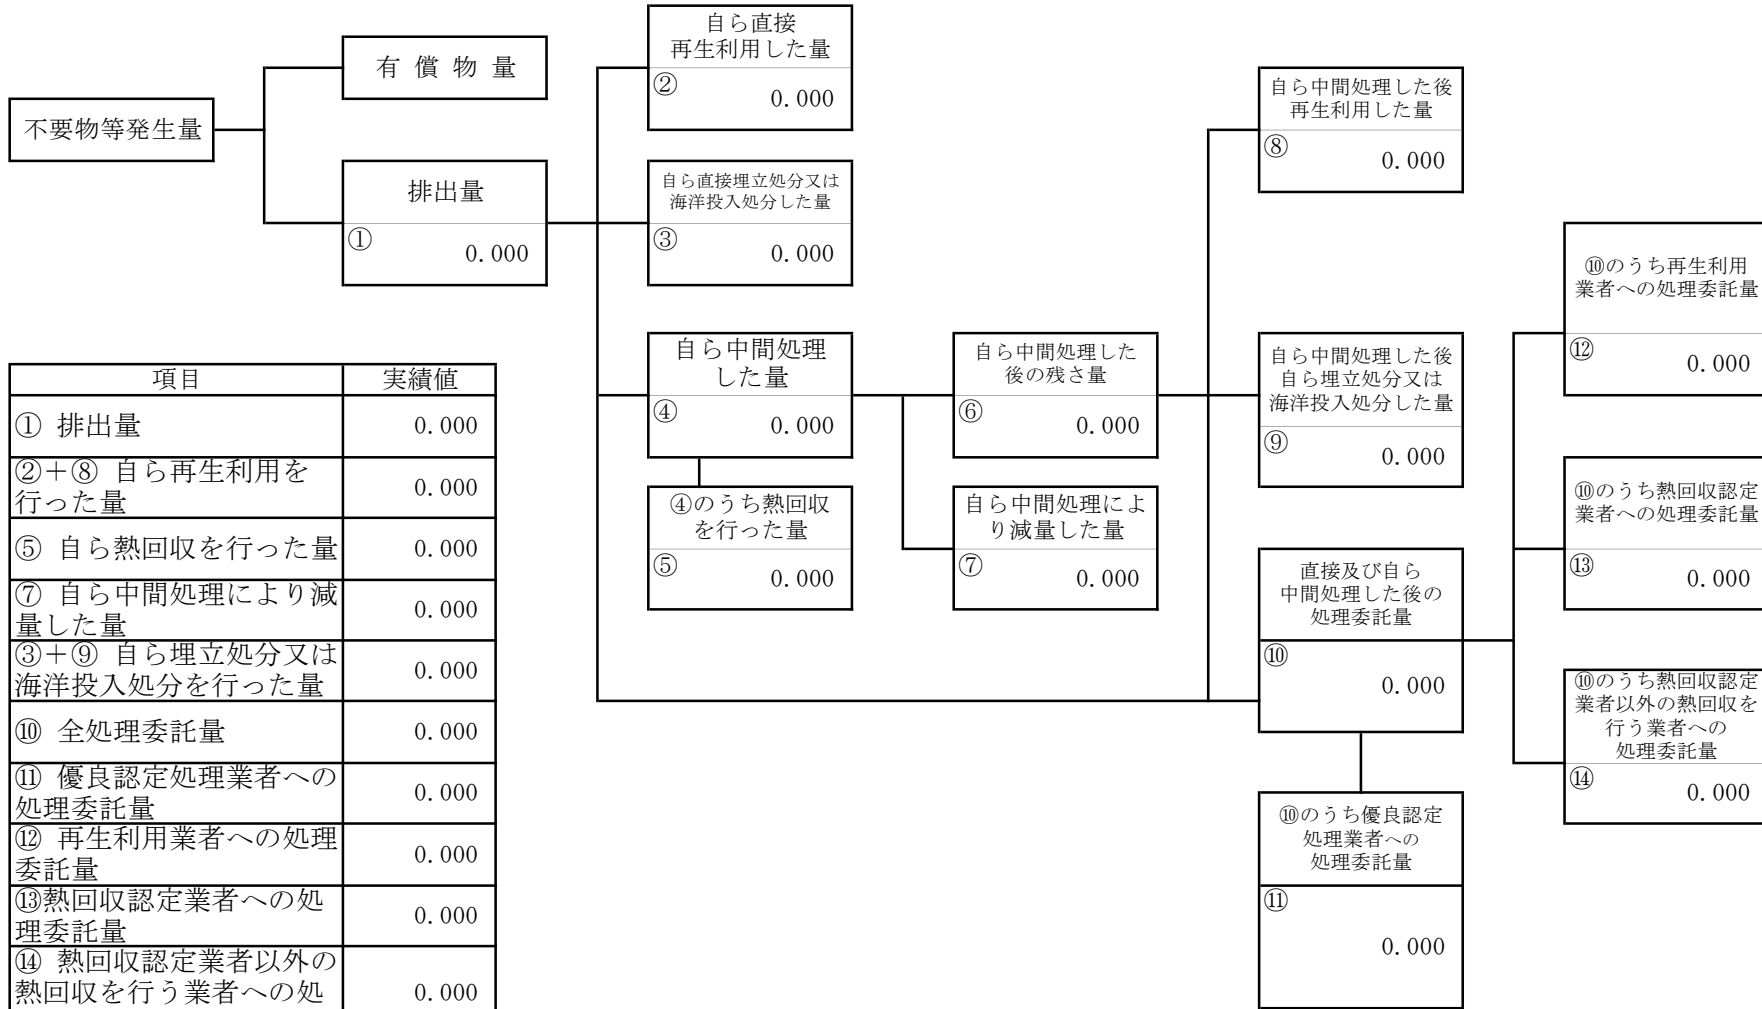 不要物等発生量
有 償 物 量
排出量
①
0.000
自ら直接
再生利用した量
②
0.000
自ら直接埋立処分又は
海洋投入処分した量
③
0.000
自ら中間処理
した量
④
0.000
④のうち熱回収
を行った量
⑤
0.000
自ら中間処理した
後の残さ量
⑥
0.000
自ら中間処理によ
り減量した量
⑦
0.000
自ら中間処理した後
再生利用した量
⑧
0.000
自ら中間処理した後
自ら埋立処分又は
海洋投入処分した量
⑨
0.000
直接及び自ら
中間処理した後の
処理委託量
⑩
0.000
⑩のうち優良認定
処理業者への
処理委託量
⑪
0.000
⑩のうち再生利用
業者への処理委託量
⑫
0.000
⑩のうち熱回収認定
業者への処理委託量
⑬
0.000
⑩のうち熱回収認定
業者以外の熱回収を
行う業者への
処理委託量
⑭
0.000
項目 実績値
① 排出量 0.000
②+⑧ 自ら再生利用を
行った量 0.000
⑤ 自ら熱回収を行った量 0.000
⑦ 自ら中間処理により減
量した量 0.000
③+⑨ 自ら埋立処分又は
海洋投入処分を行った量 0.000
⑩ 全処理委託量 0.000
⑪ 優良認定処理業者への
処理委託量 0.000
⑫ 再生利用業者への処理
委託量 0.000
⑬熱回収認定業者への処
理委託量 0.000
⑭ 熱回収認定業者以外の
熱回収を行う業者への処 0.000